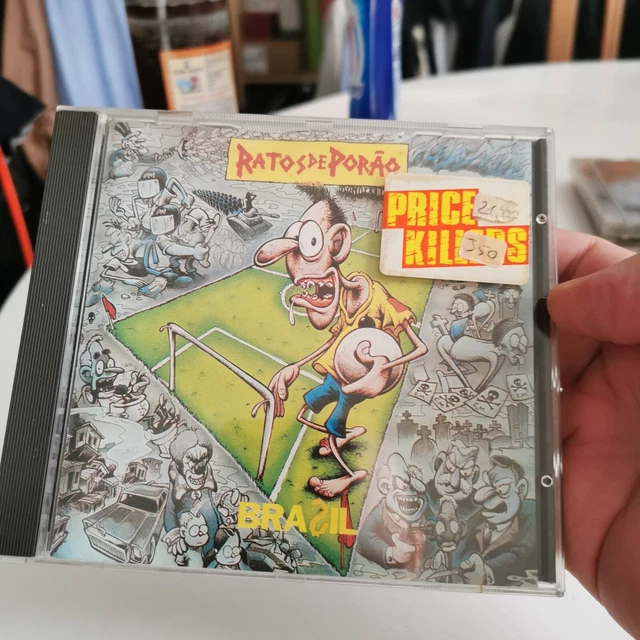 RATOS DE PORÃO
PRICE
KILLERS
350
BRASIL